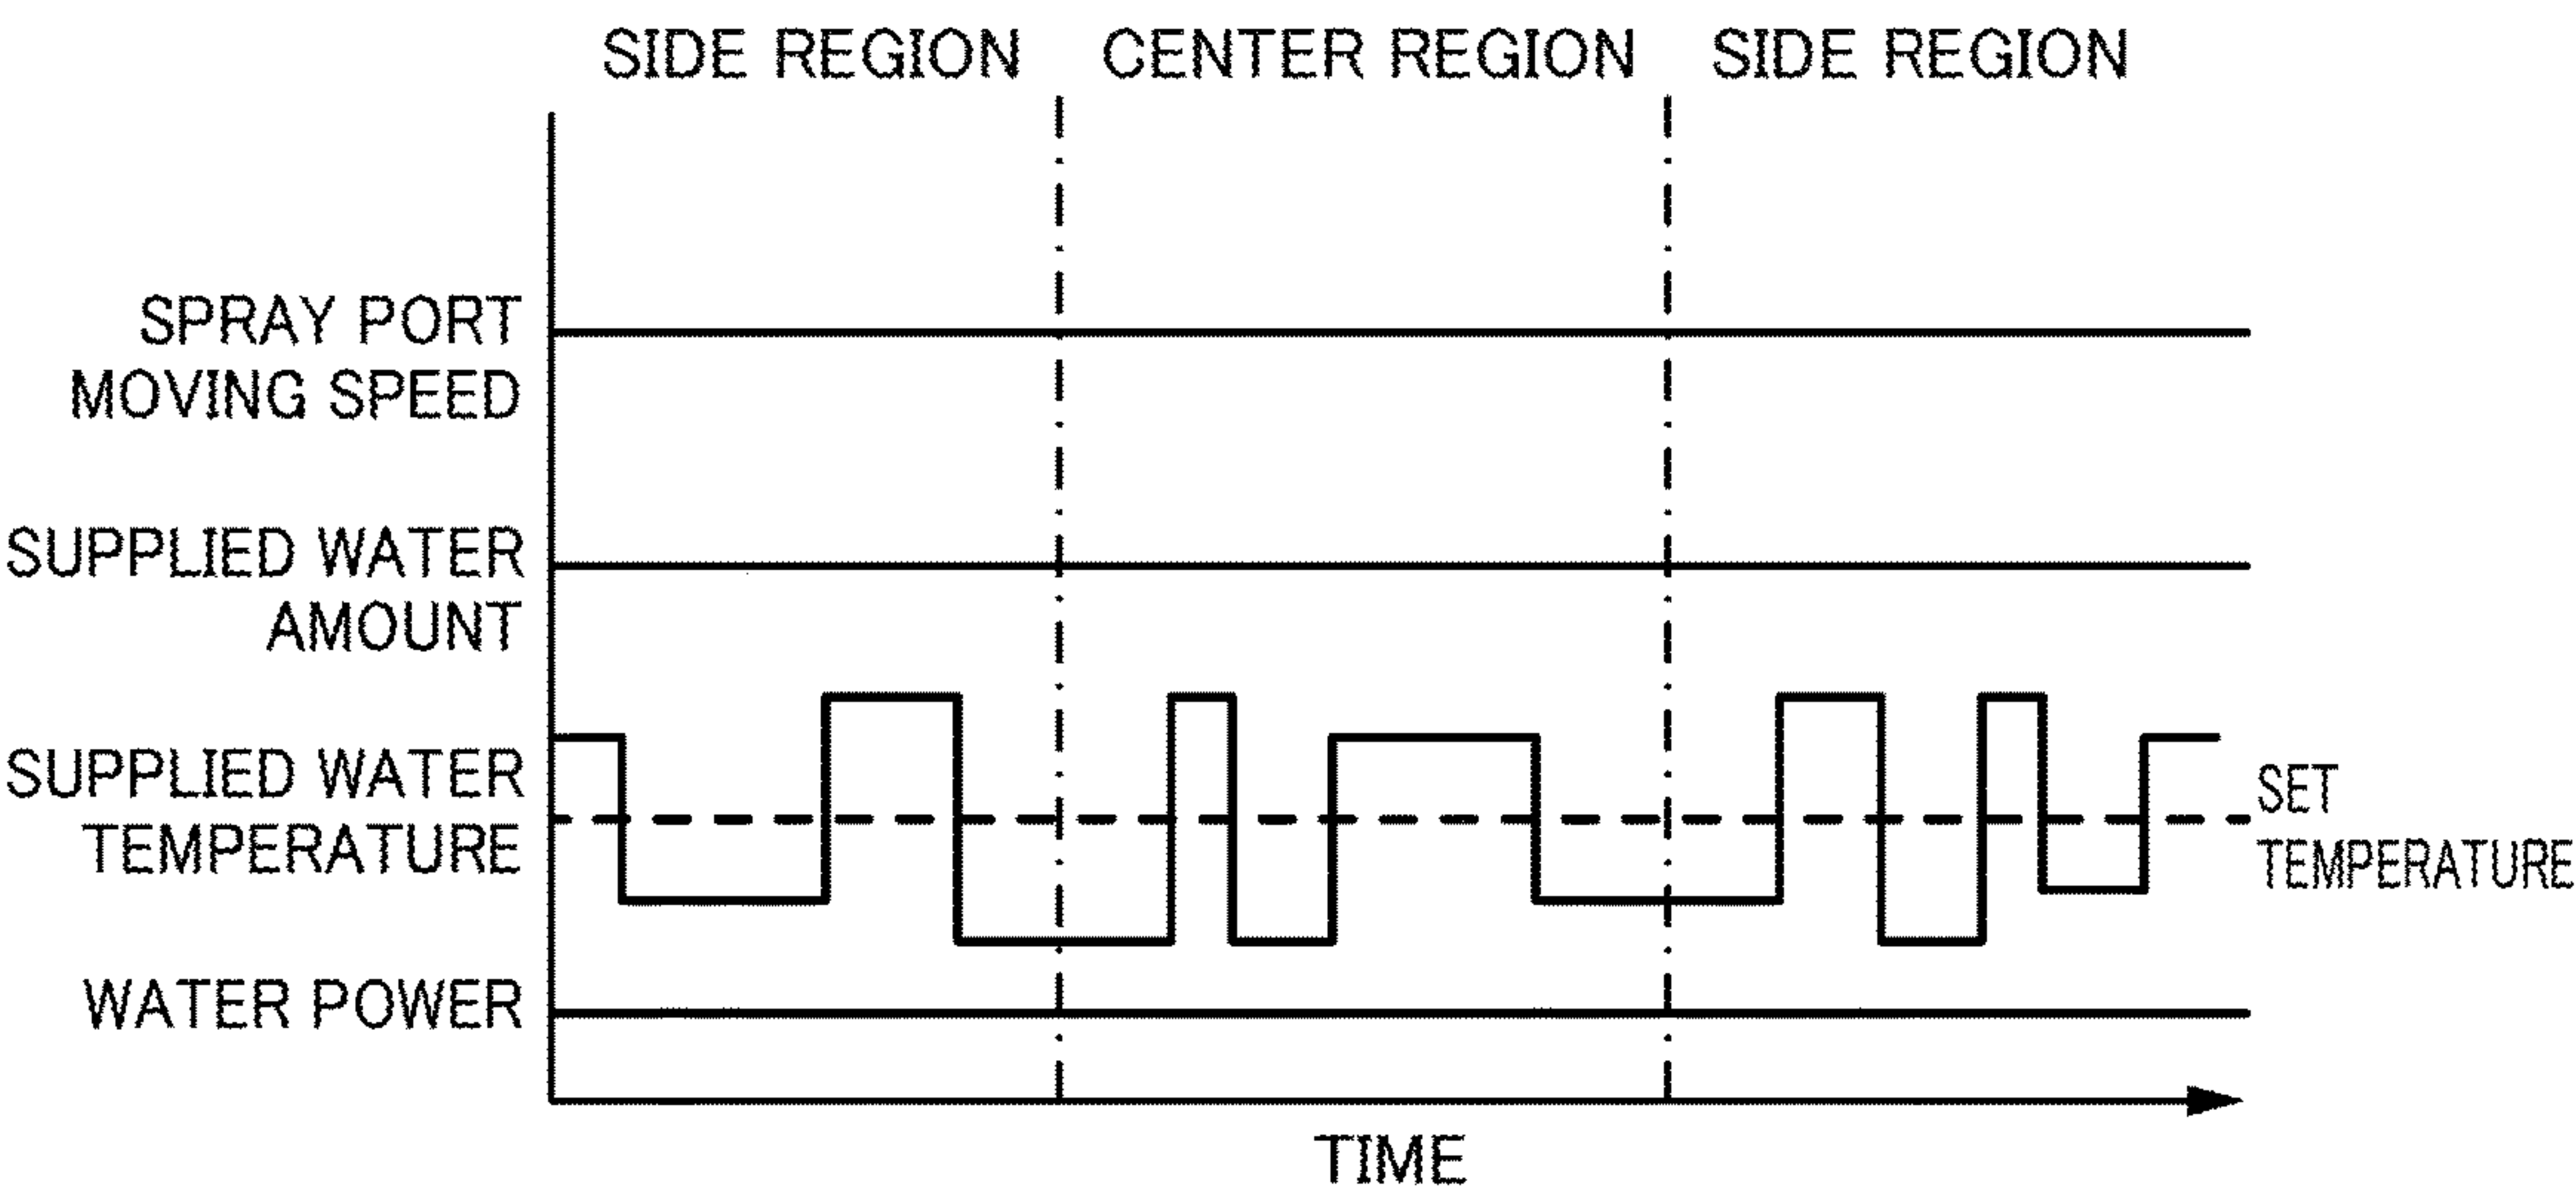 SIDE REGION
CENTER REGION
SIDE REGION
SPRAY PORT
MOVING SPEED
SUPPLIED WATER
AMOUNT
SUPPLIED WATER
TEMPERATURE
SET
TEMPERATURE
WATER POWER
TIME